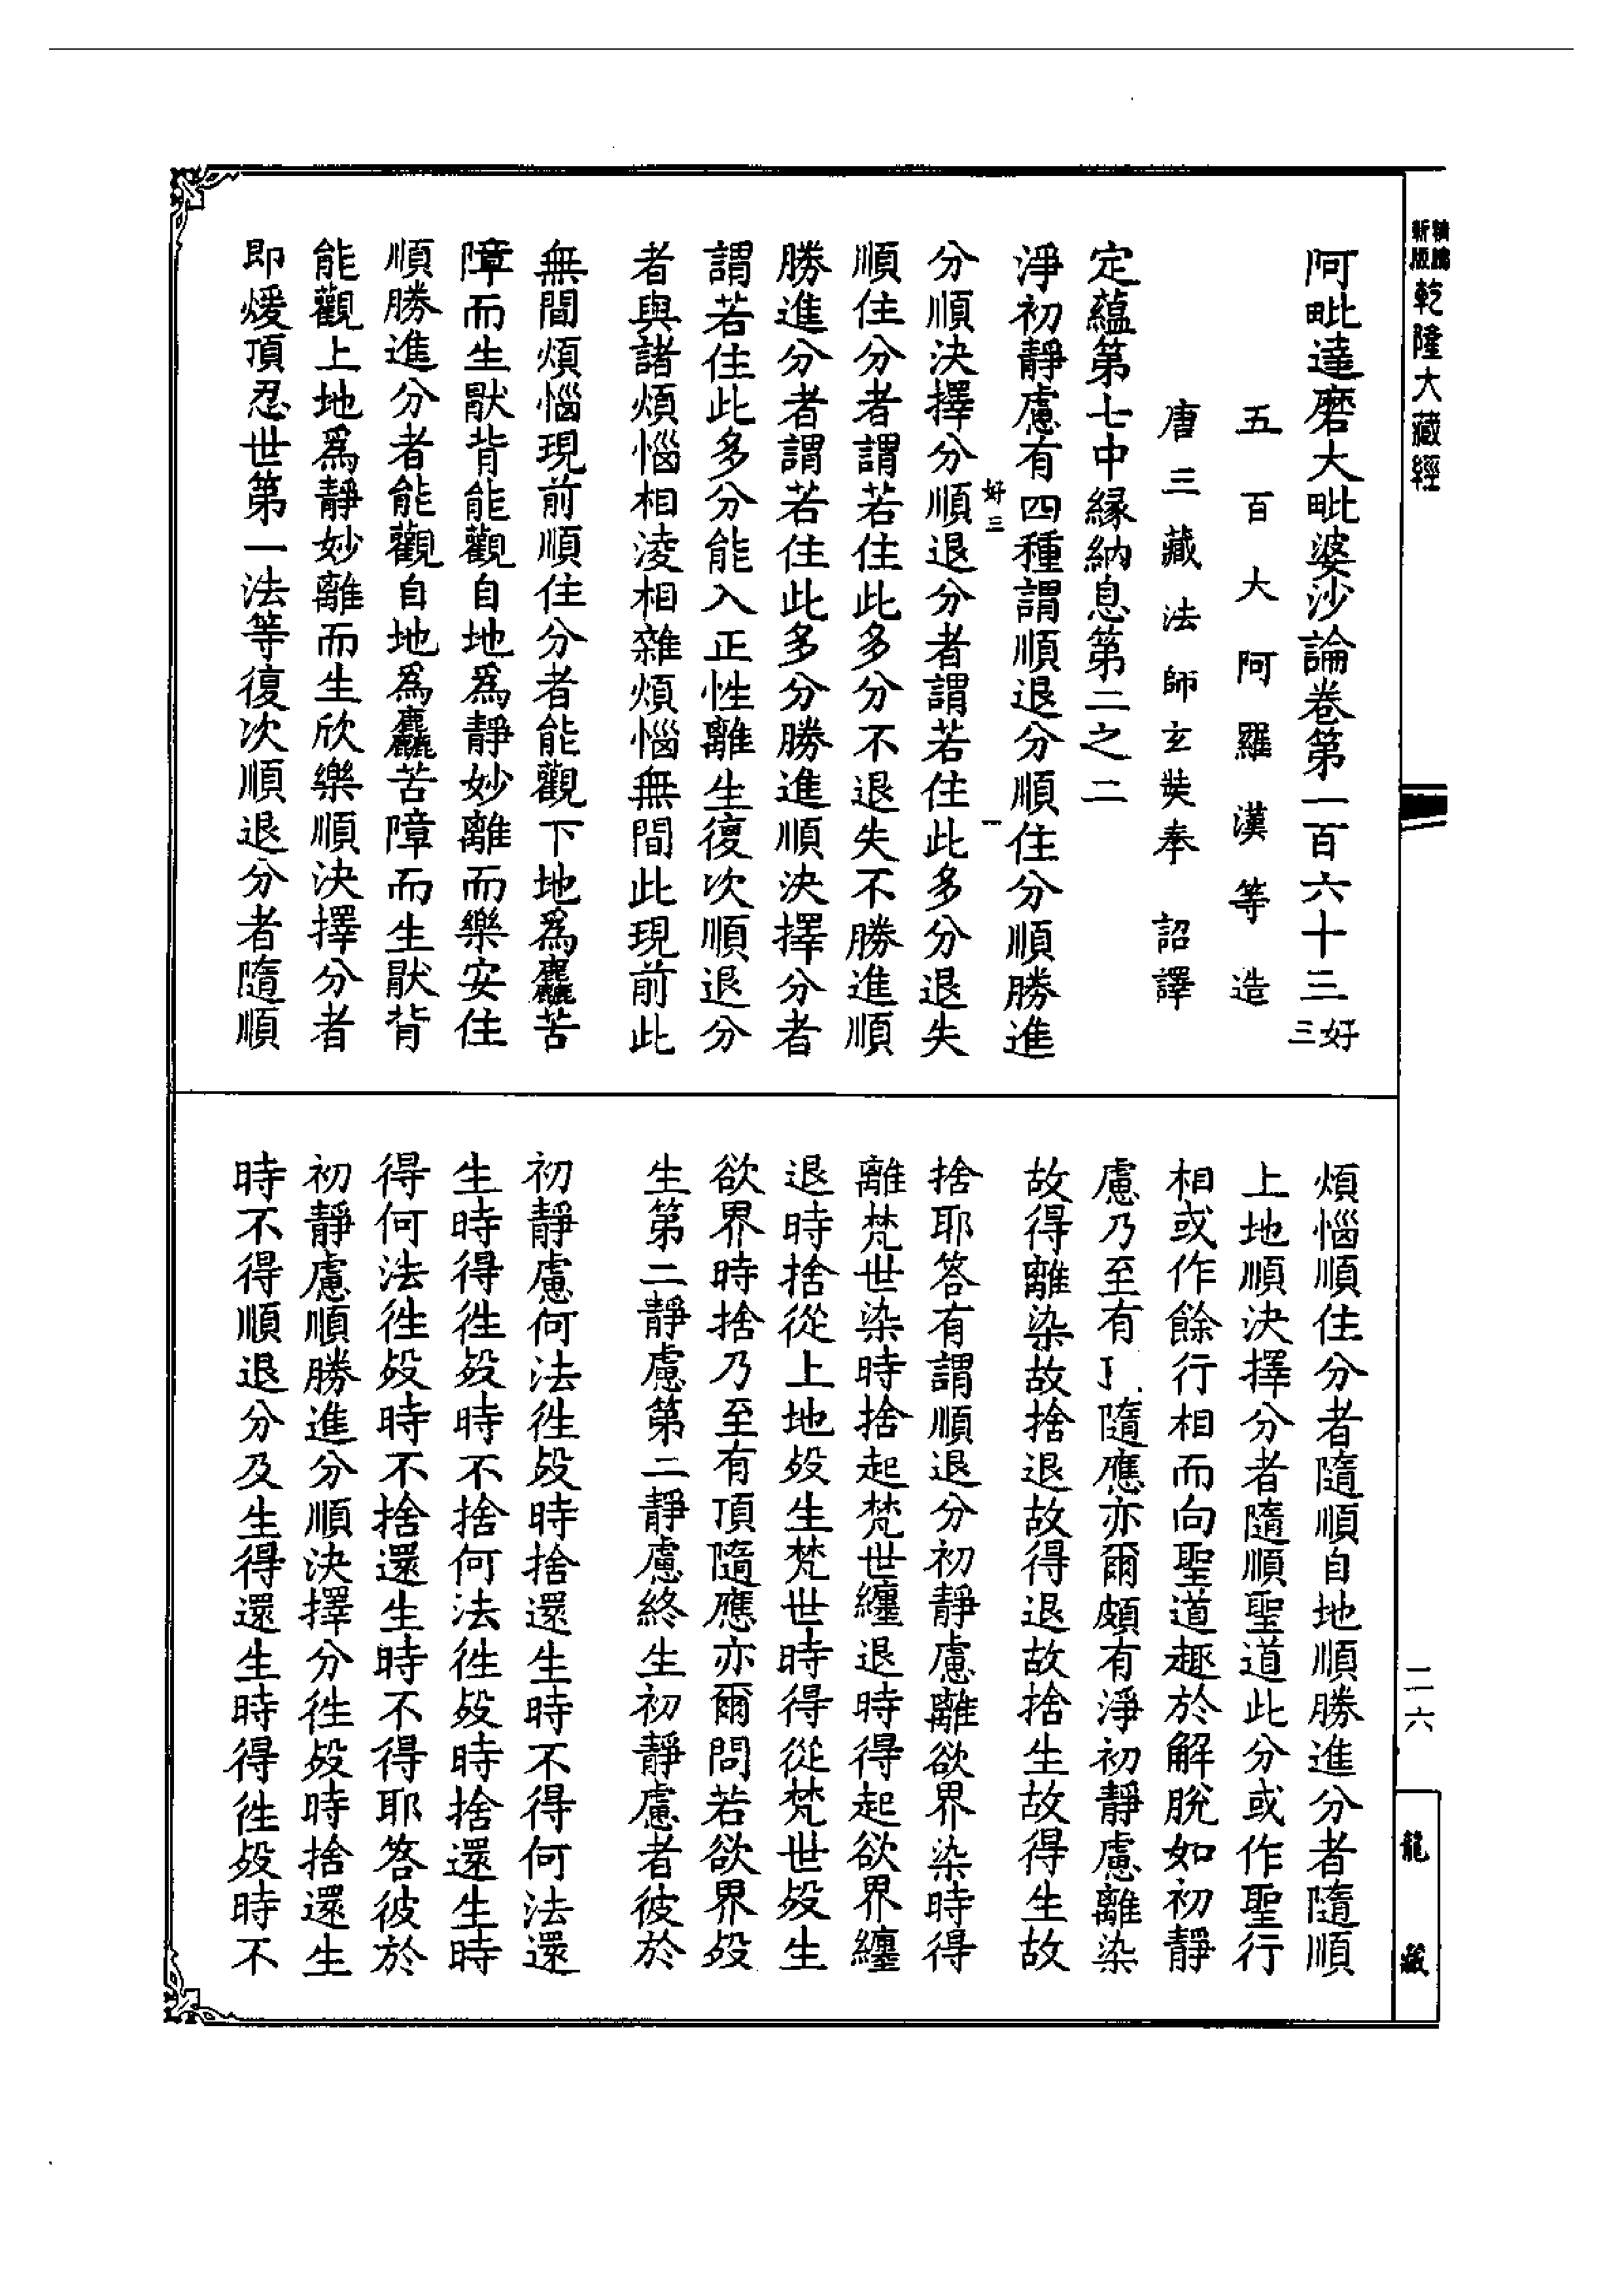 精鵰
新版
乾隆大藏經
阿毗達磨大毗婆沙論卷第一百六十三 好三
五百大阿羅漢等造
唐三藏法師玄奘奉 詔譯
定蘊第七中緣納息第二之二
淨初靜慮有四種謂順退分順住分順勝進
好三 一
分順決擇分順退分者謂若住此多分退失
順住分者謂若住此多分不退失不勝進順
勝進分者謂若住此多分勝進順決擇分者
謂若住此多分能入正性離生復次順退分
者與諸煩惱相淩相雜煩惱無間此現前此
無間煩惱現前順住分者能觀下地爲麤苦
障而生猒背能觀自地爲靜妙離而樂安住
順勝進分者能觀自地爲麤苦障而生猒背
能觀上地爲靜妙離而生欣樂順決擇分者
即煖頂忍世第一法等復次順退分者隨順
煩惱順住分者隨順自地順勝進分者隨順
上地順決擇分者隨順聖道此分或作聖行
相或作餘行相而向聖道趣於解脫如初靜
慮乃至有 隨應亦爾頗有淨初靜慮離染
故得離染故捨退故得退故捨生故得生故
捨耶答有謂順退分初靜慮離欲界染時得
離梵世染時捨起梵世纏退時得起欲界纏
退時捨從上地歿生梵世時得從梵世歿生
欲界時捨乃至有頂隨應亦爾問若欲界歿
生第二靜慮第二靜慮終生初靜慮者彼於
初靜慮何法徃歿時捨還生時不得何法還
生時得徃歿時不捨何法徃歿時捨還生時
得何法徃歿時不捨還生時不得耶答彼於
初靜慮順勝進分順決擇分徃歿時捨還生
時不得順退分及生得還生時得徃歿時不
二六
龍藏